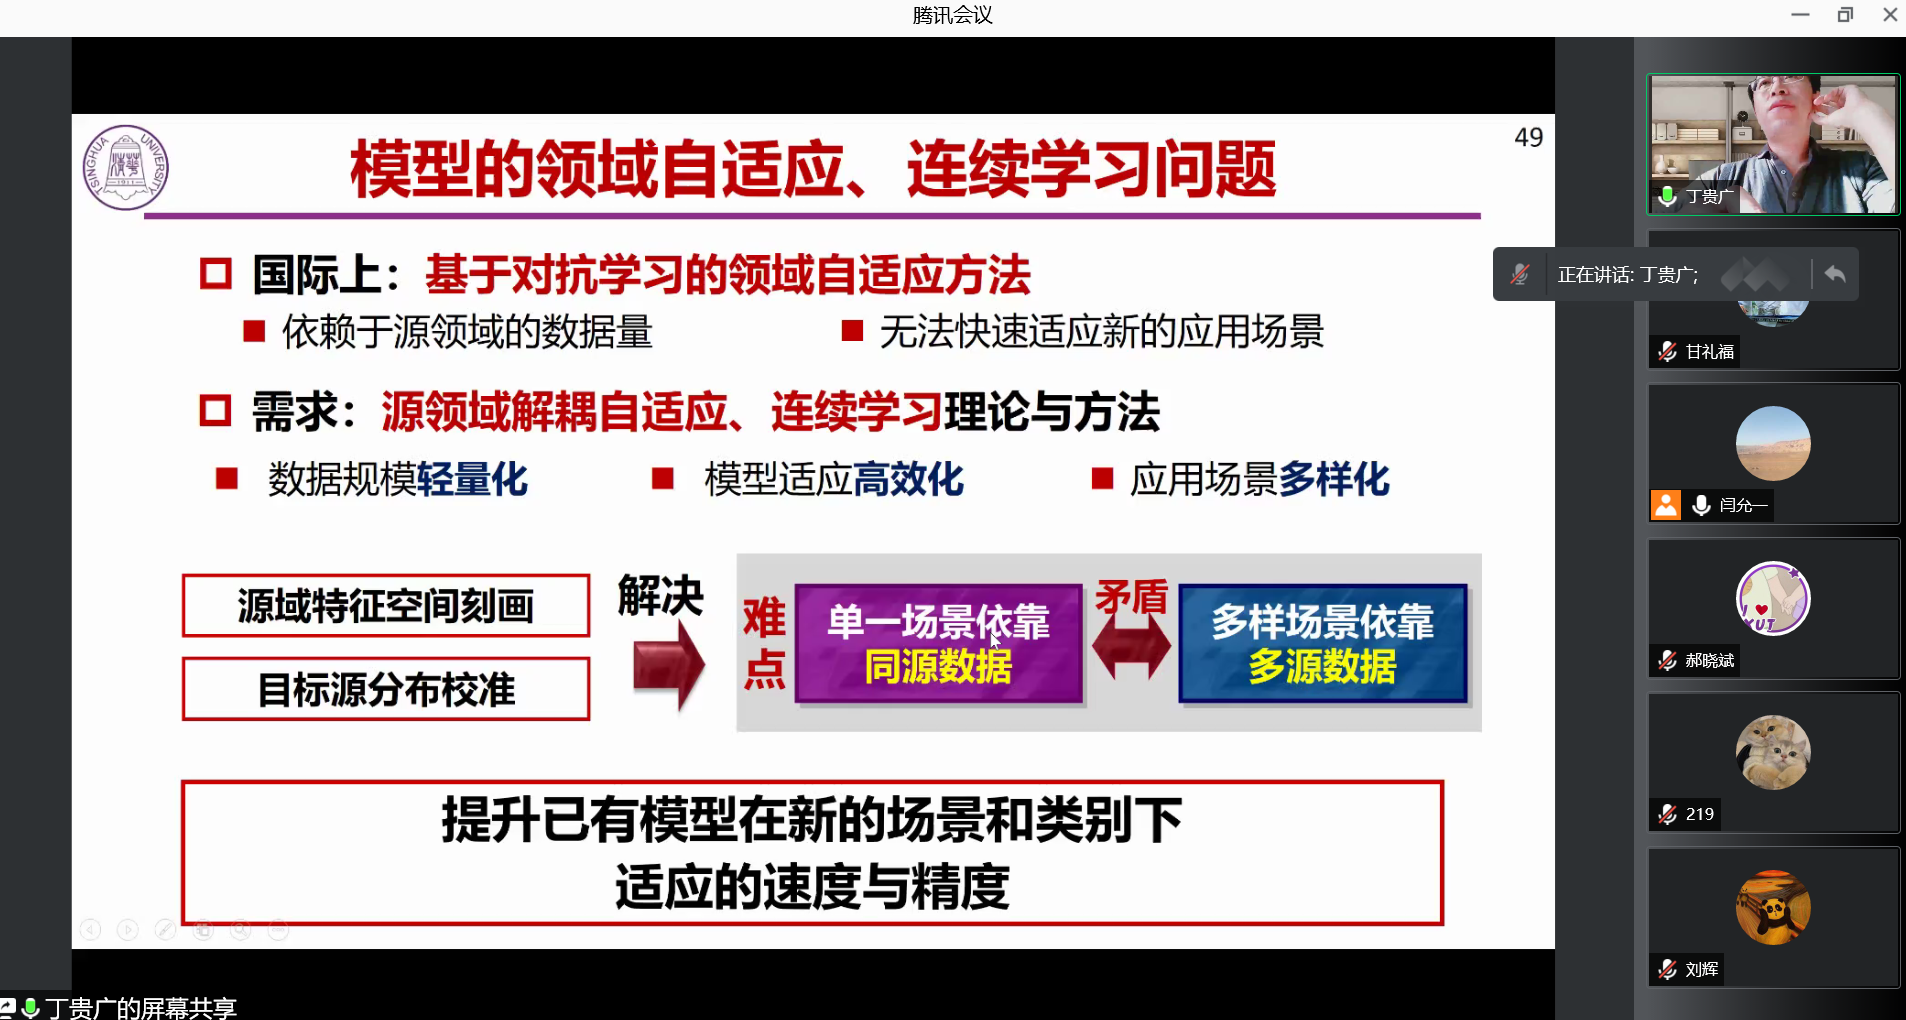 腾讯会议
TSINGHUA UNIVERSITY
1911
模型的领域自适应、连续学习问题
49
国际上：基于对抗学习的领域自适应方法
依赖于源领域的数据量
无法快速适应新的应用场景
需求：源领域解耦自适应、连续学习理论与方法
数据规模轻量化
模型适应高效化
应用场景多样化
源域特征空间刻画
目标源分布校准
解决
难点
单一场景依靠
同源数据
矛盾
多样场景依靠
多源数据
提升已有模型在新的场景和类别下
适应的速度与精度
丁贵广的屏幕共享
丁贵广
正在讲话: 丁贵广;
甘礼福
闫允一
I
XUT
郝晓斌
219
刘辉